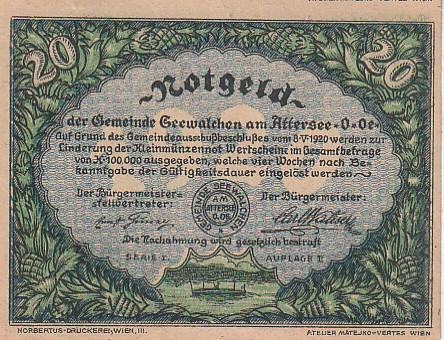 20 20
Notgeld
der Gemeinde Seewalchen am Attersee-O-Oe-
Auf Grund des Gemeindeausschußbeschlußes vom 8·V·1920 werden zur
Linderung der Kleinmünzennot Wertscheine im Gesamtbetrage
von K·100.000 ausgegeben, welche vier Wochen nach Be-
kanntgabe der Gültigkeitsdauer eingelöst werden·
Der Bürgermeister-
stellvertreter:
Der Bürgermeister:
GEMEINDE SEEWALCHEN
AM
ATTERSEE
O.OE.
Die Nachahmung wird gesetzlich bestraft
SERIE I.
AUFLAGE II
NORBERTUS-DRUCKEREI, WIEN, III.
ATELIER MATEJKO-VERTES WIEN